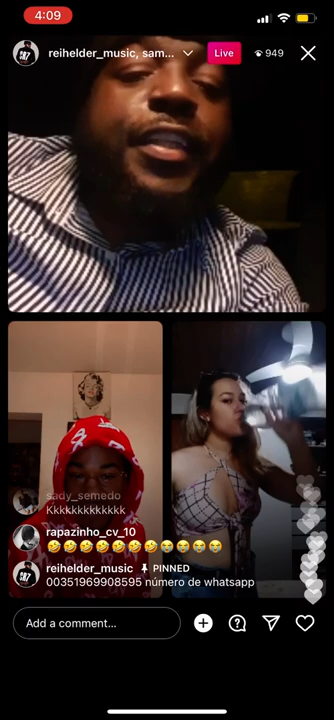 4:09
reihelder_music, sam...
Live
949
sady_semedo
Kkkkkkkkkkkkk
rapazinho_cv_10
🤣🤣🤣🤣🤣🤣🤣🤣😭😭😭
reihelder_music PINNED
00351969908595 número de whatsapp
Add a comment...